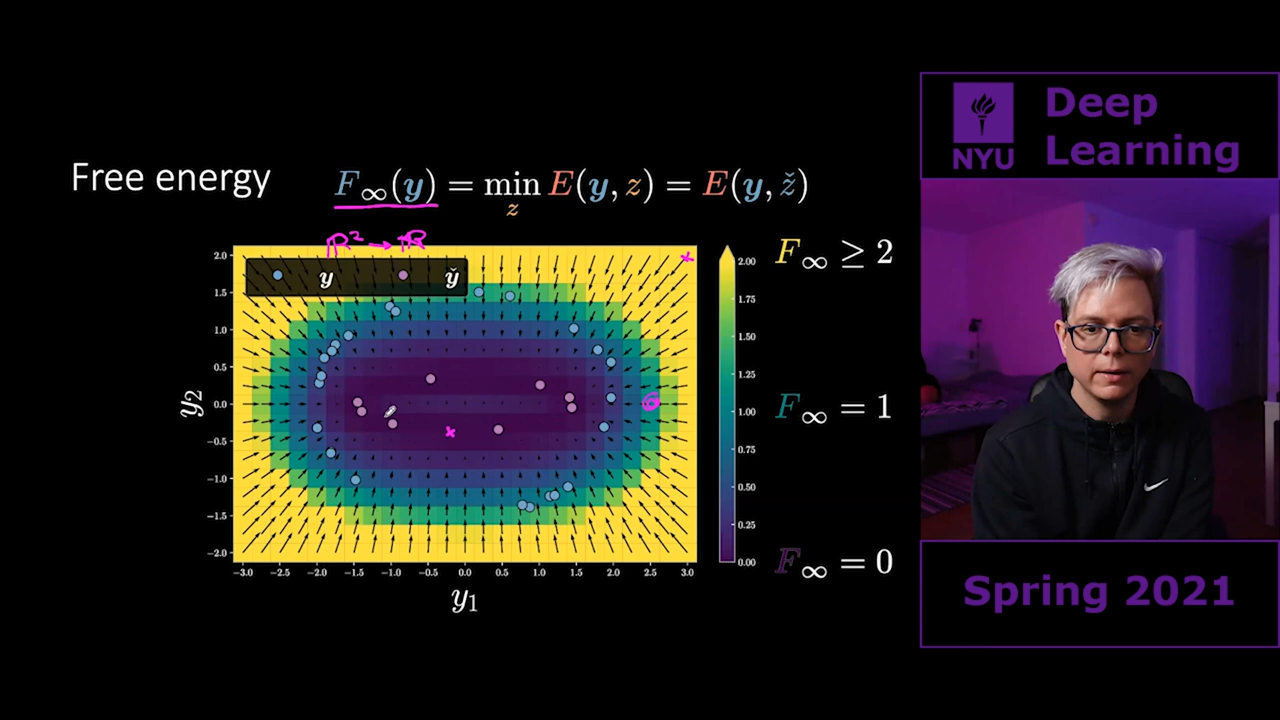 Free energy
F∞(y) = min_z E(y, z) = E(y, ž)
ℝ² → ℝ
y
y̌
2.0
1.5
1.0
0.5
0.0
−0.5
−1.0
−1.5
−2.0
−3.0 −2.5 −2.0 −1.5 −1.0 −0.5 0.0 0.5 1.0 1.5 2.0 2.5 3.0
y₁
y₂
2.00
1.75
1.50
1.25
1.00
0.75
0.50
0.25
0.00
F∞ ≥ 2
F∞ = 1
F∞ = 0
NYU
Deep
Learning
Spring 2021